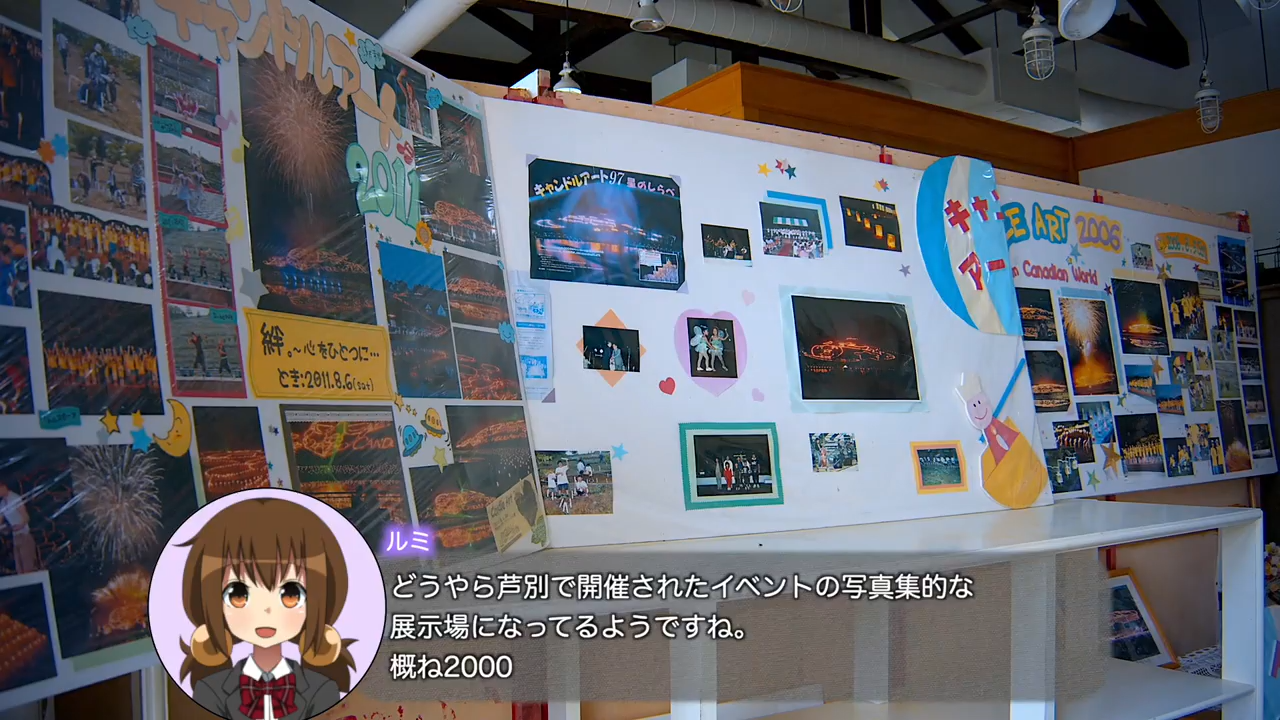 キャンドルアート
2011
絆。~心をひとつに…
とき:2011.8.6(sat)
キャンドルアート97 星のしらべ
キャ
アー
ART 2006
Canadian World
ルミ
どうやら芦別で開催されたイベントの写真集的な
展示場になってるようですね。
概ね2000